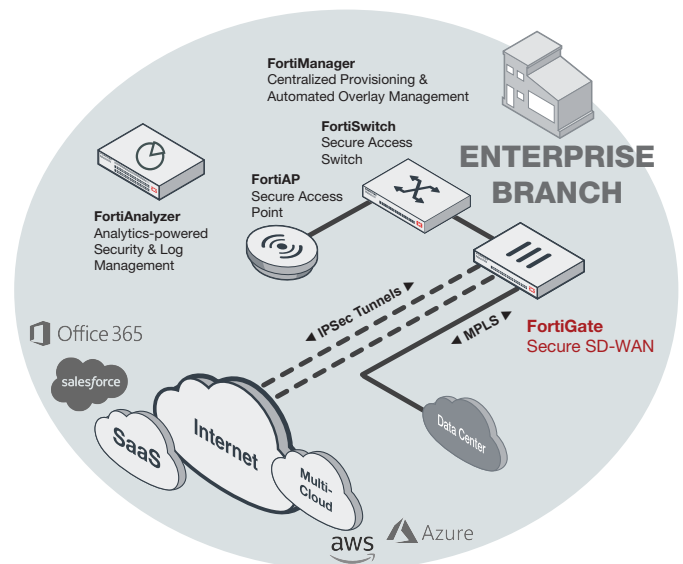 FortiManager
Centralized Provisioning &
Automated Overlay Management
FortiSwitch
Secure Access
Switch
ENTERPRISE
BRANCH
FortiAP
Secure Access
Point
FortiAnalyzer
Analytics-powered
Security & Log
Management
◄ IPSec Tunnels ►
◄ MPLS ►
FortiGate
Secure SD-WAN
Office 365
salesforce
SaaS
Internet
Multi-
Cloud
Data Center
aws
Azure